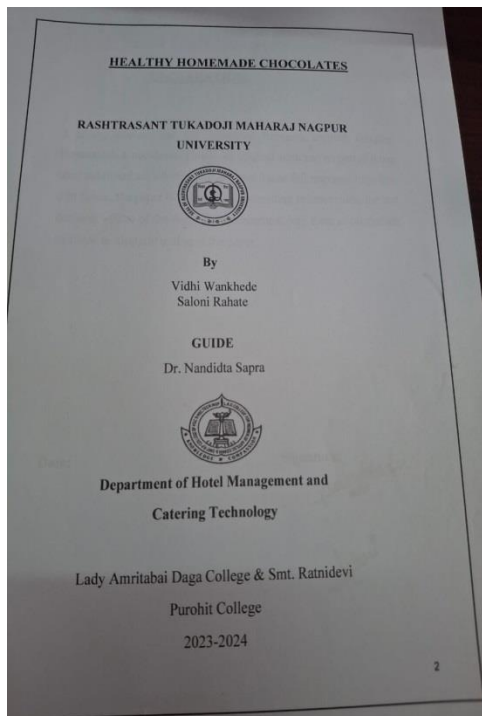 HEALTHY HOMEMADE CHOCOLATES
RASHTRASANT TUKADOJI MAHARAJ NAGPUR
UNIVERSITY
By
Vidhi Wankhede
Saloni Rahate
GUIDE
Dr. Nandidta Sapra
Department of Hotel Management and
Catering Technology
Lady Amritabai Daga College & Smt. Ratnidevi
Purohit College
2023-2024
2